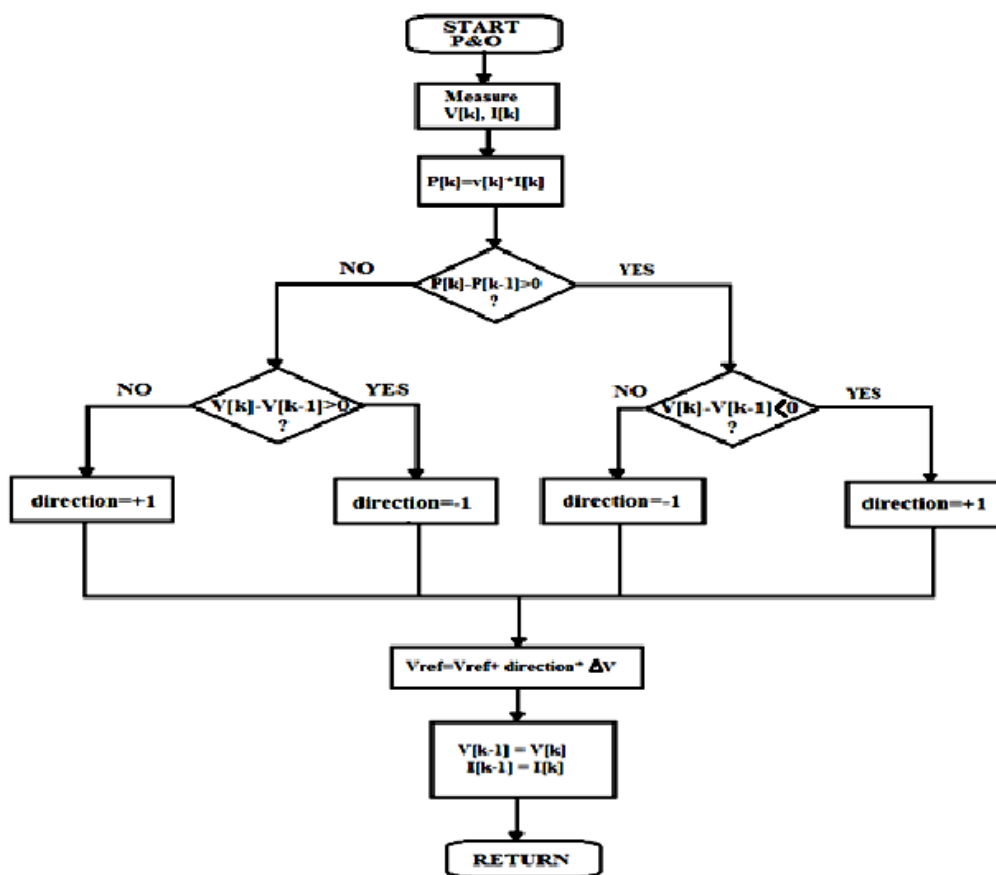 START
P&O
Measure
V[k], I[k]
P[k]=v[k]*I[k]
NO
YES
P[k]-P[k-1]>0
?
NO
YES
V[k]-V[k-1]>0
?
NO
YES
V[k]-V[k-1]<0
?
direction=+1
direction=-1
direction=-1
direction=+1
Vref=Vref+ direction* ΔV
V[k-1] = V[k]
I[k-1] = I[k]
RETURN